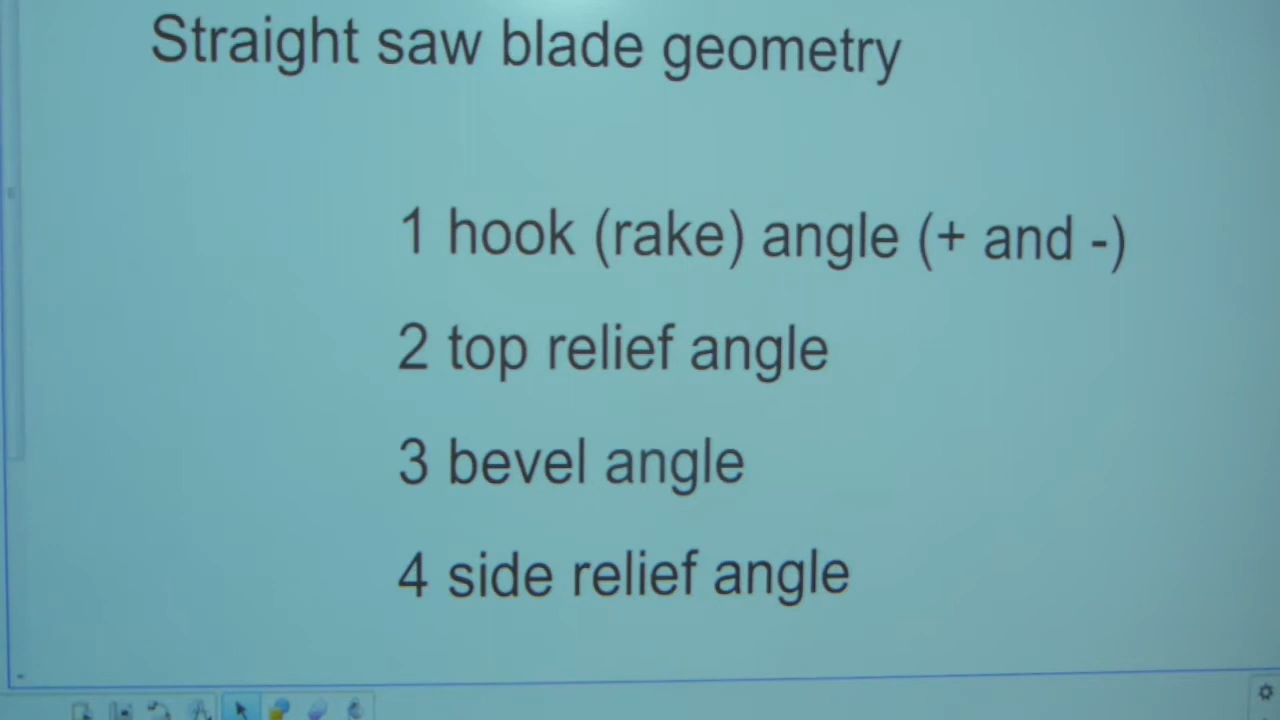 Straight saw blade geometry
1 hook (rake) angle (+ and -)
2 top relief angle
3 bevel angle
4 side relief angle